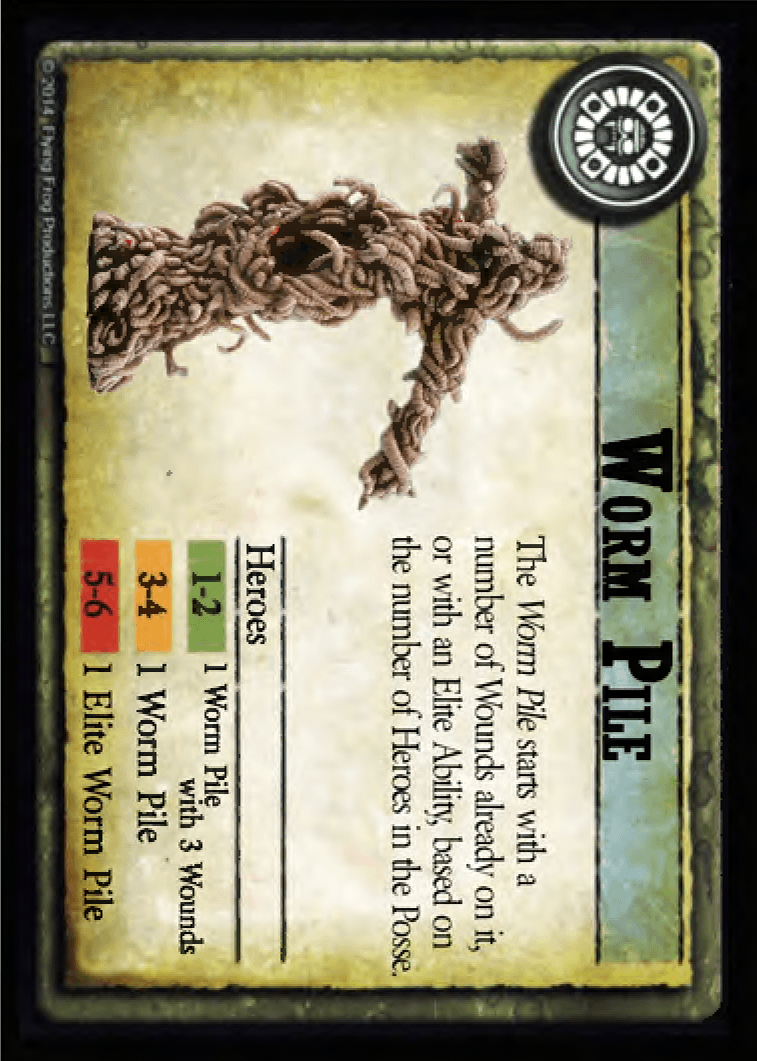 Worm Pile
The Worm Pile starts with a
number of Wounds already on it,
or with an Elite Ability, based on
the number of Heroes in the Posse.
Heroes
1-2 1 Worm Pile
with 3 Wounds
3-4 1 Worm Pile
5-6 1 Elite Worm Pile
© 2014, Flying Frog Productions LLC